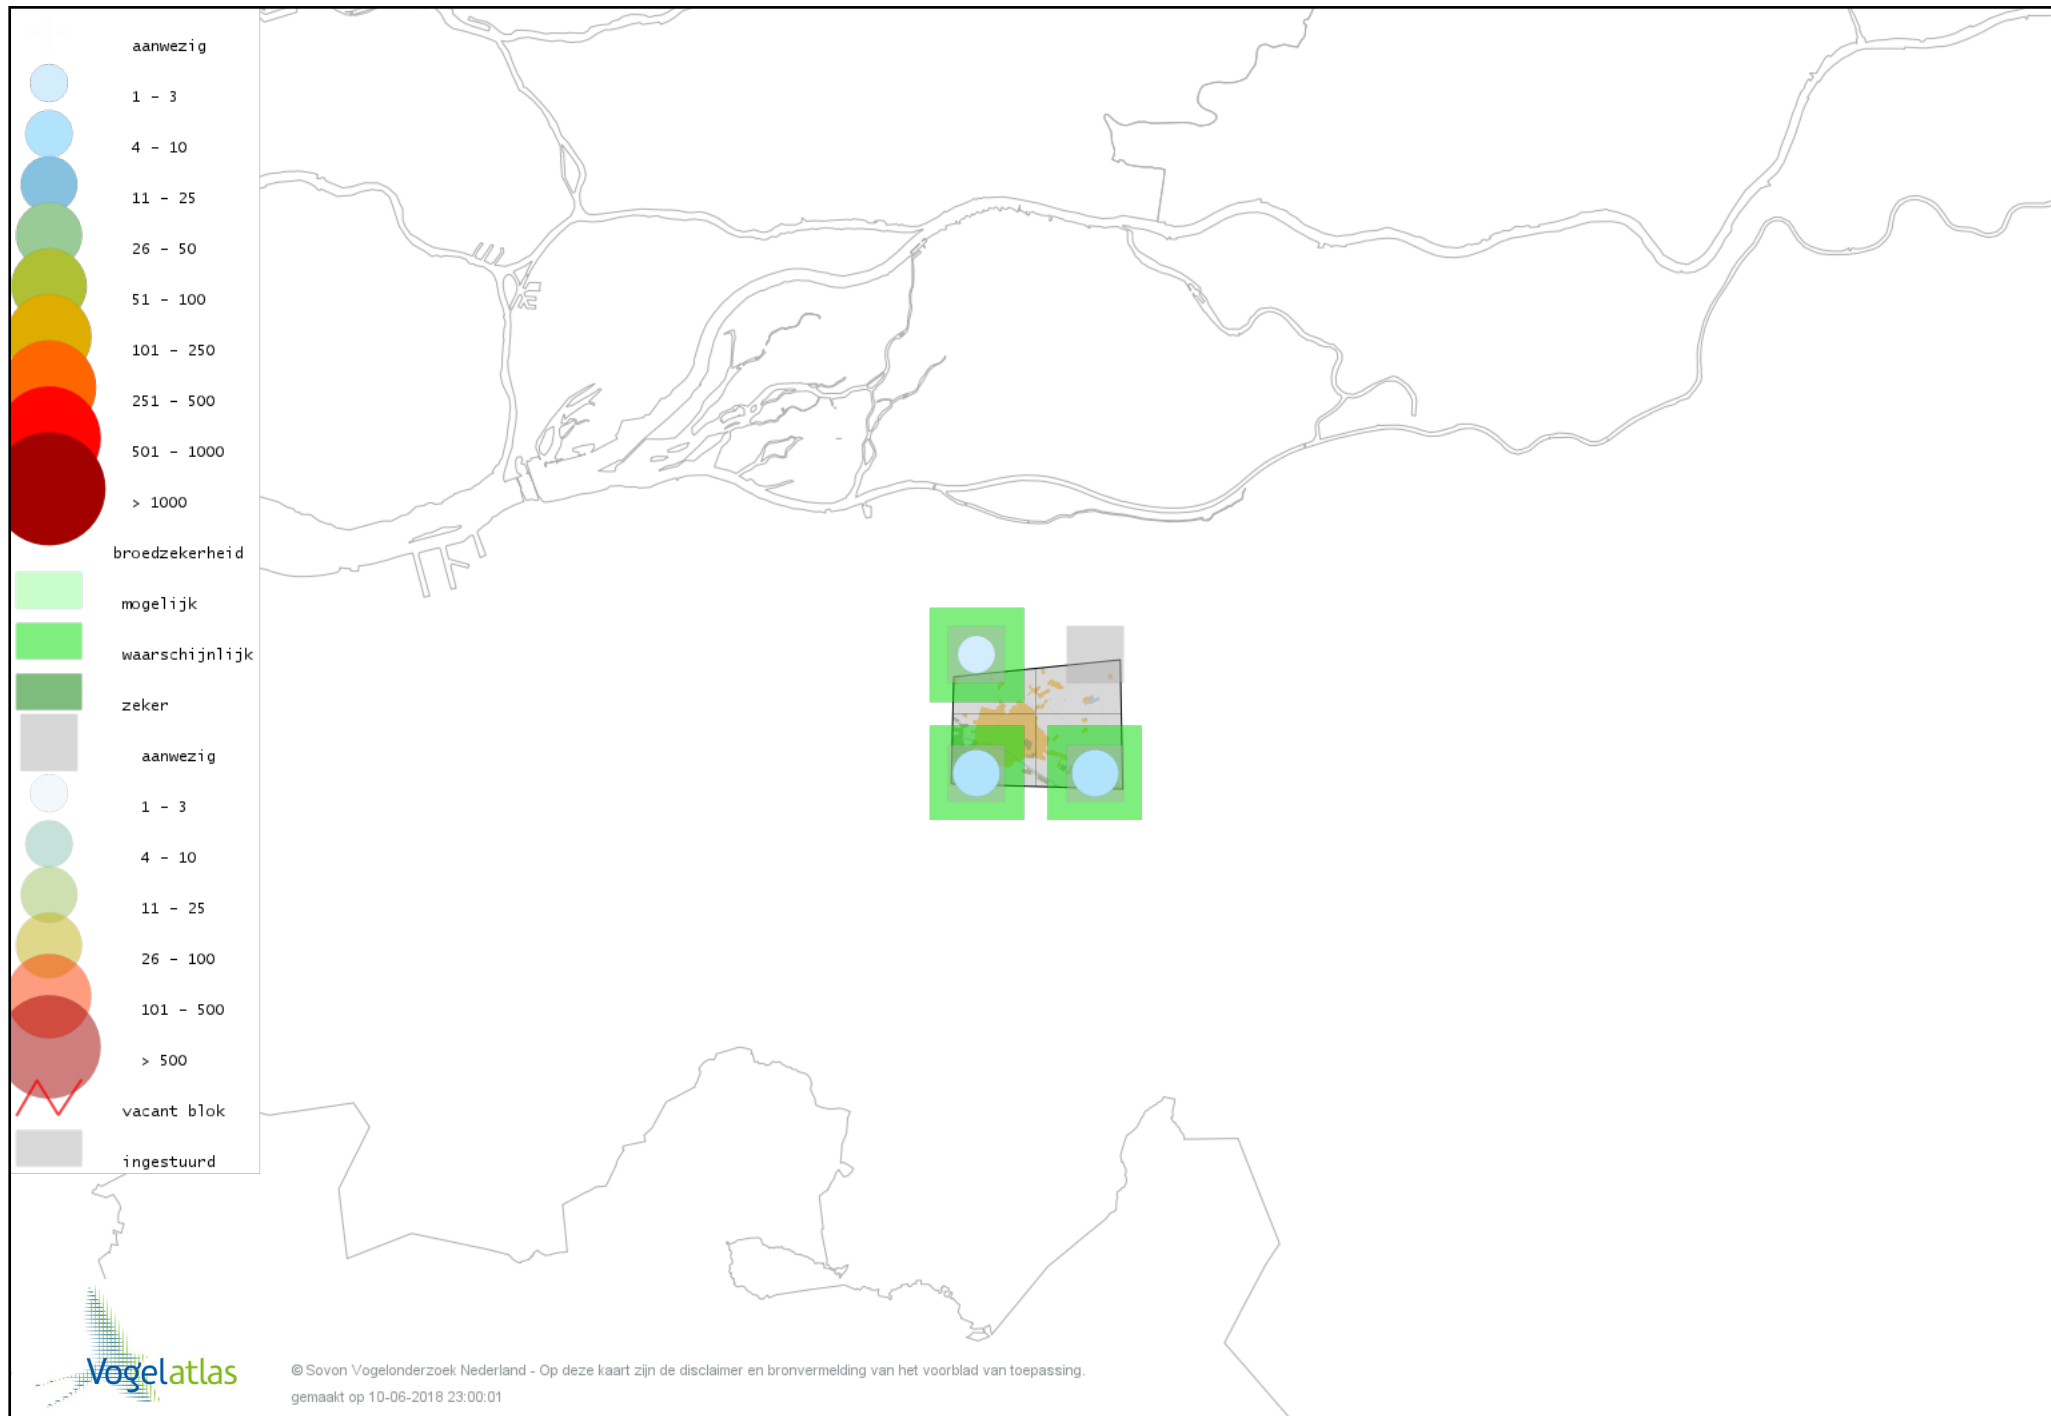 aanwezig
1 - 3
4 - 10
11 - 25
26 - 50
51 - 100
101 - 250
251 - 500
501 - 1000
> 1000
broedzekerheid
mogelijk
waarschijnlijk
zeker
aanwezig
1 - 3
4 - 10
11 - 25
26 - 100
101 - 500
> 500
vacant blok
ingestuurd
Vogelatlas
© Sovon Vogelonderzoek Nederland - Op deze kaart zijn de disclaimer en bronvermelding van het voorblad van toepassing.
gemaakt op 10-06-2018 23:00:01